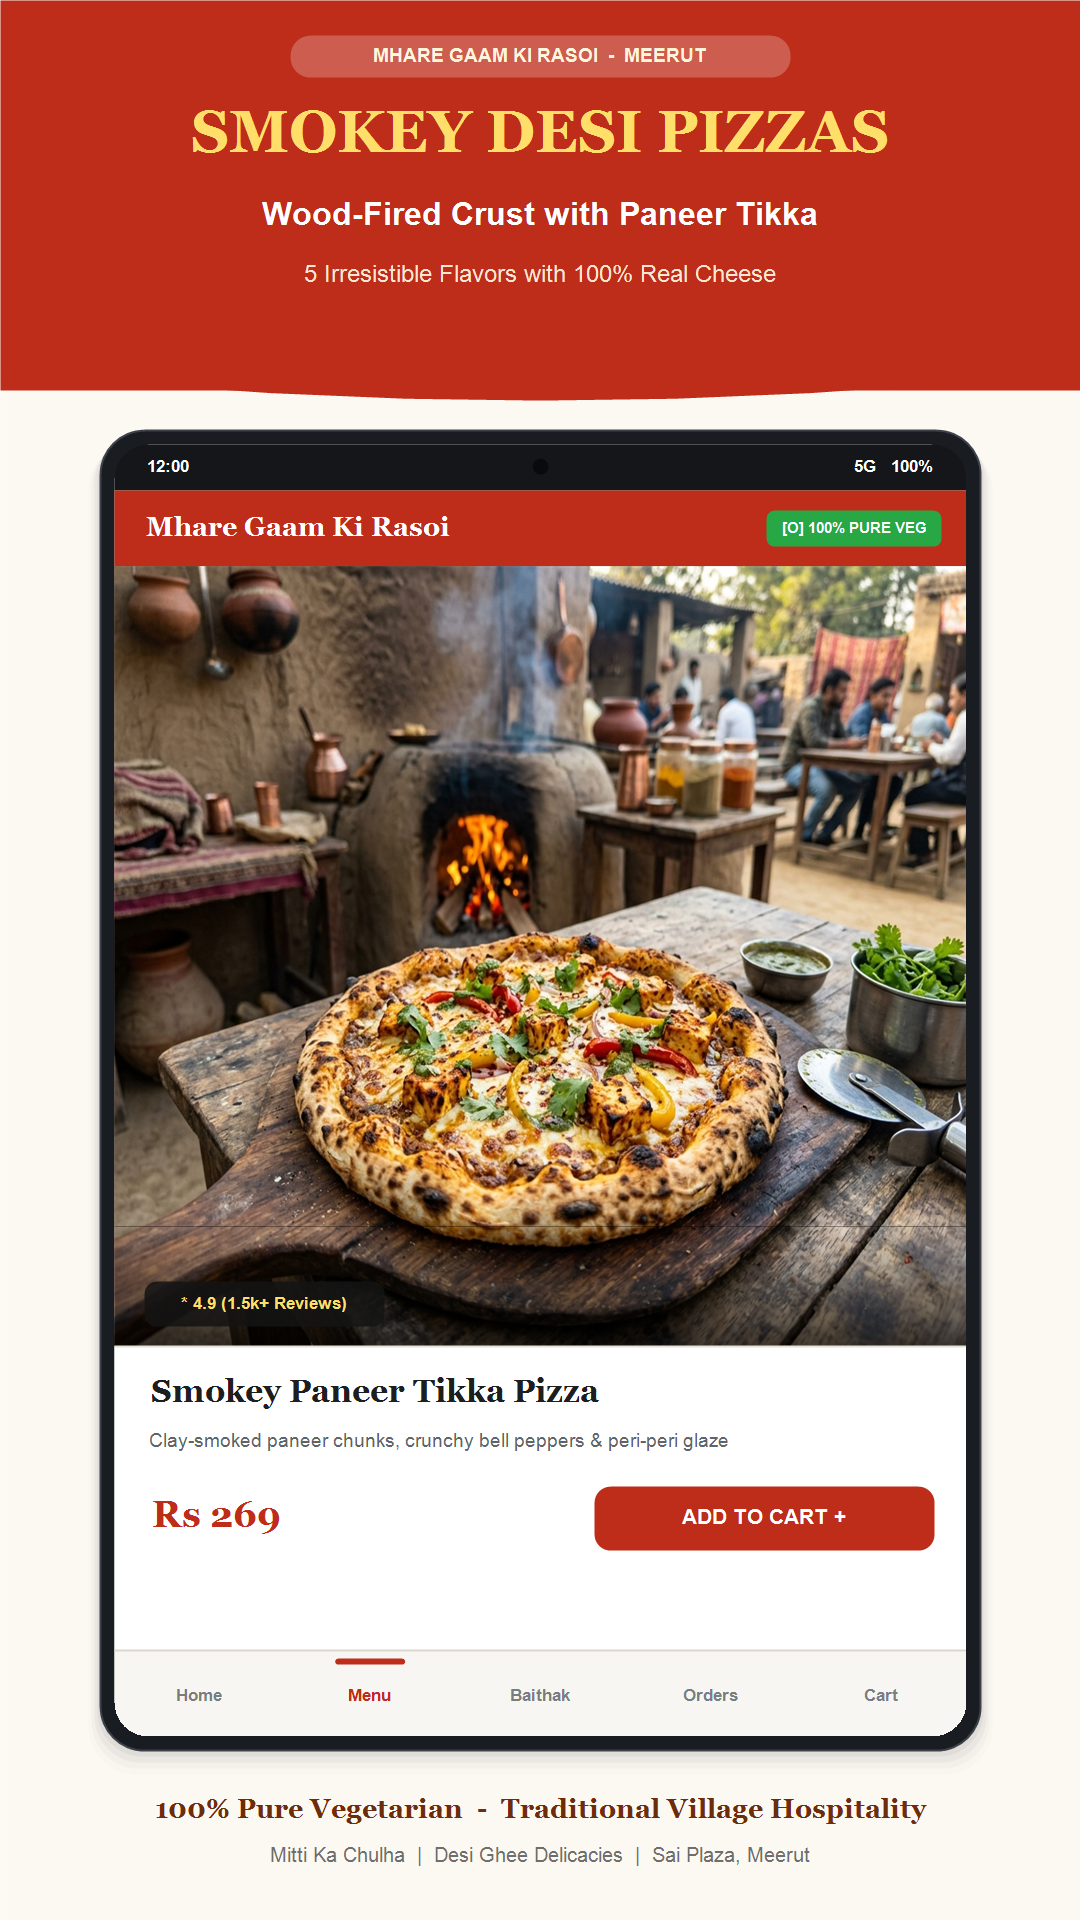 MHARE GAAM KI RASOI - MEERUT
SMOKEY DESI PIZZAS
Wood-Fired Crust with Paneer Tikka
5 Irresistible Flavors with 100% Real Cheese
12:00 5G 100%
Mhare Gaam Ki Rasoi [O] 100% PURE VEG
* 4.9 (1.5k+ Reviews)
Smokey Paneer Tikka Pizza
Clay-smoked paneer chunks, crunchy bell peppers & peri-peri glaze
Rs 269 ADD TO CART +
Home Menu Baithak Orders Cart
100% Pure Vegetarian - Traditional Village Hospitality
Mitti Ka Chulha | Desi Ghee Delicacies | Sai Plaza, Meerut